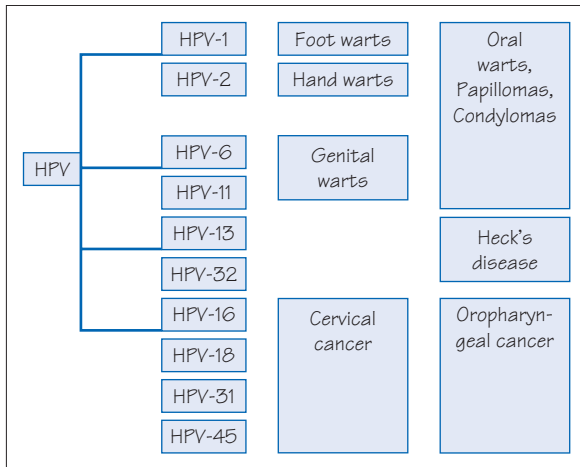 HPV
HPV-1
HPV-2
HPV-6
HPV-11
HPV-13
HPV-32
HPV-16
HPV-18
HPV-31
HPV-45
Foot warts
Hand warts
Genital
warts
Cervical
cancer
Oral
warts,
Papillomas,
Condylomas
Heck's
disease
Oropharyn-
geal cancer